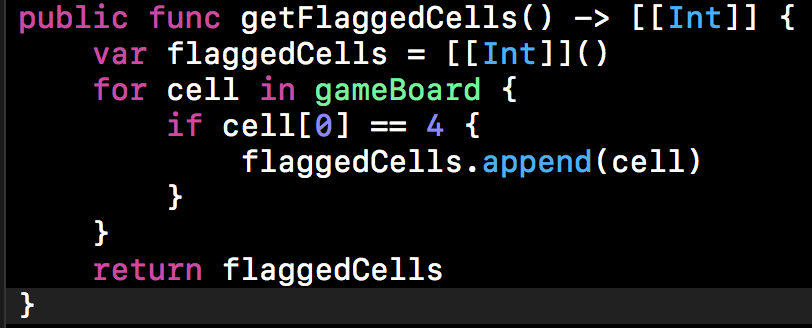 public func getFlaggedCells() -> [[Int]] {
    var flaggedCells = [[Int]]()
    for cell in gameBoard {
        if cell[0] == 4 {
            flaggedCells.append(cell)
        }
    }
    return flaggedCells
}